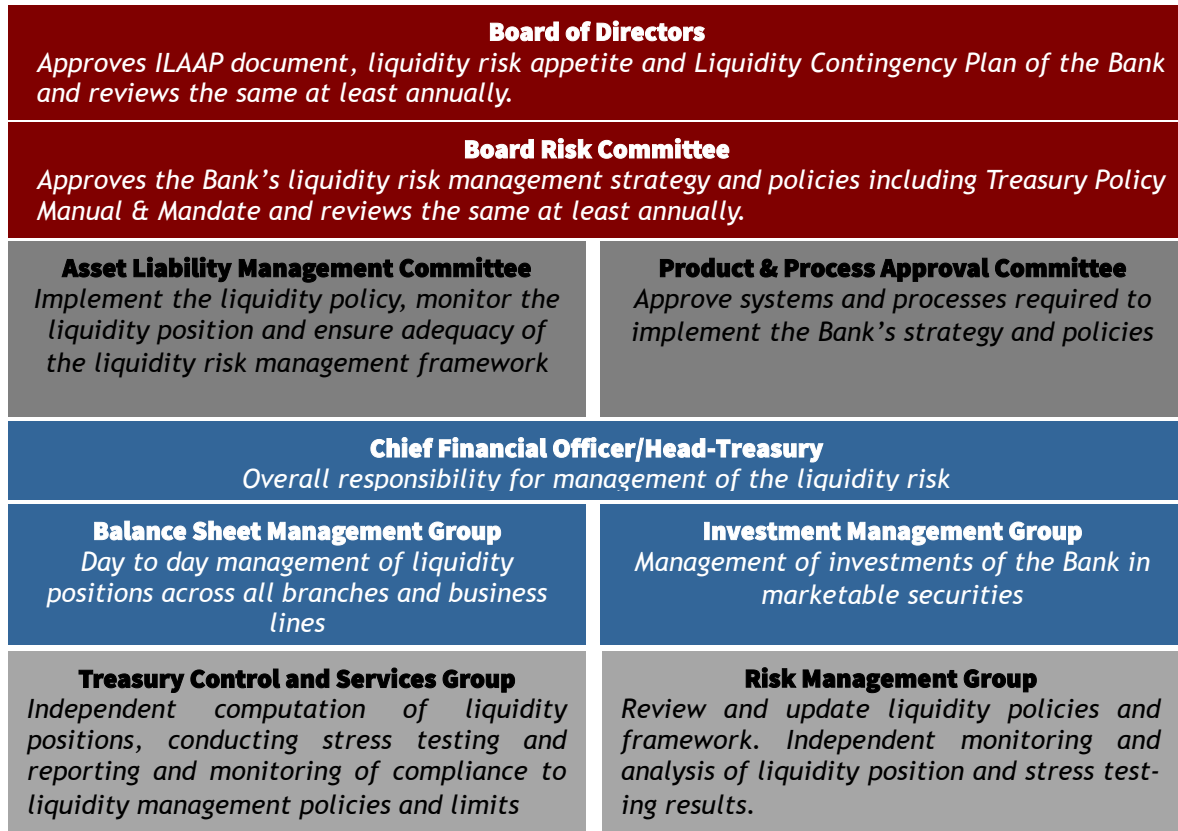 Board of Directors
Approves ILAAP document, liquidity risk appetite and Liquidity Contingency Plan of the Bank
and reviews the same at least annually.
Board Risk Committee
Approves the Bank’s liquidity risk management strategy and policies including Treasury Policy
Manual & Mandate and reviews the same at least annually.
Asset Liability Management Committee
Implement the liquidity policy, monitor the
liquidity position and ensure adequacy of
the liquidity risk management framework
Product & Process Approval Committee
Approve systems and processes required to
implement the Bank’s strategy and policies
Chief Financial Officer/Head-Treasury
Overall responsibility for management of the liquidity risk
Balance Sheet Management Group
Day to day management of liquidity
positions across all branches and business
lines
Investment Management Group
Management of investments of the Bank in
marketable securities
Treasury Control and Services Group
Independent computation of liquidity
positions, conducting stress testing and
reporting and monitoring of compliance to
liquidity management policies and limits
Risk Management Group
Review and update liquidity policies and
framework. Independent monitoring and
analysis of liquidity position and stress test-
ing results.